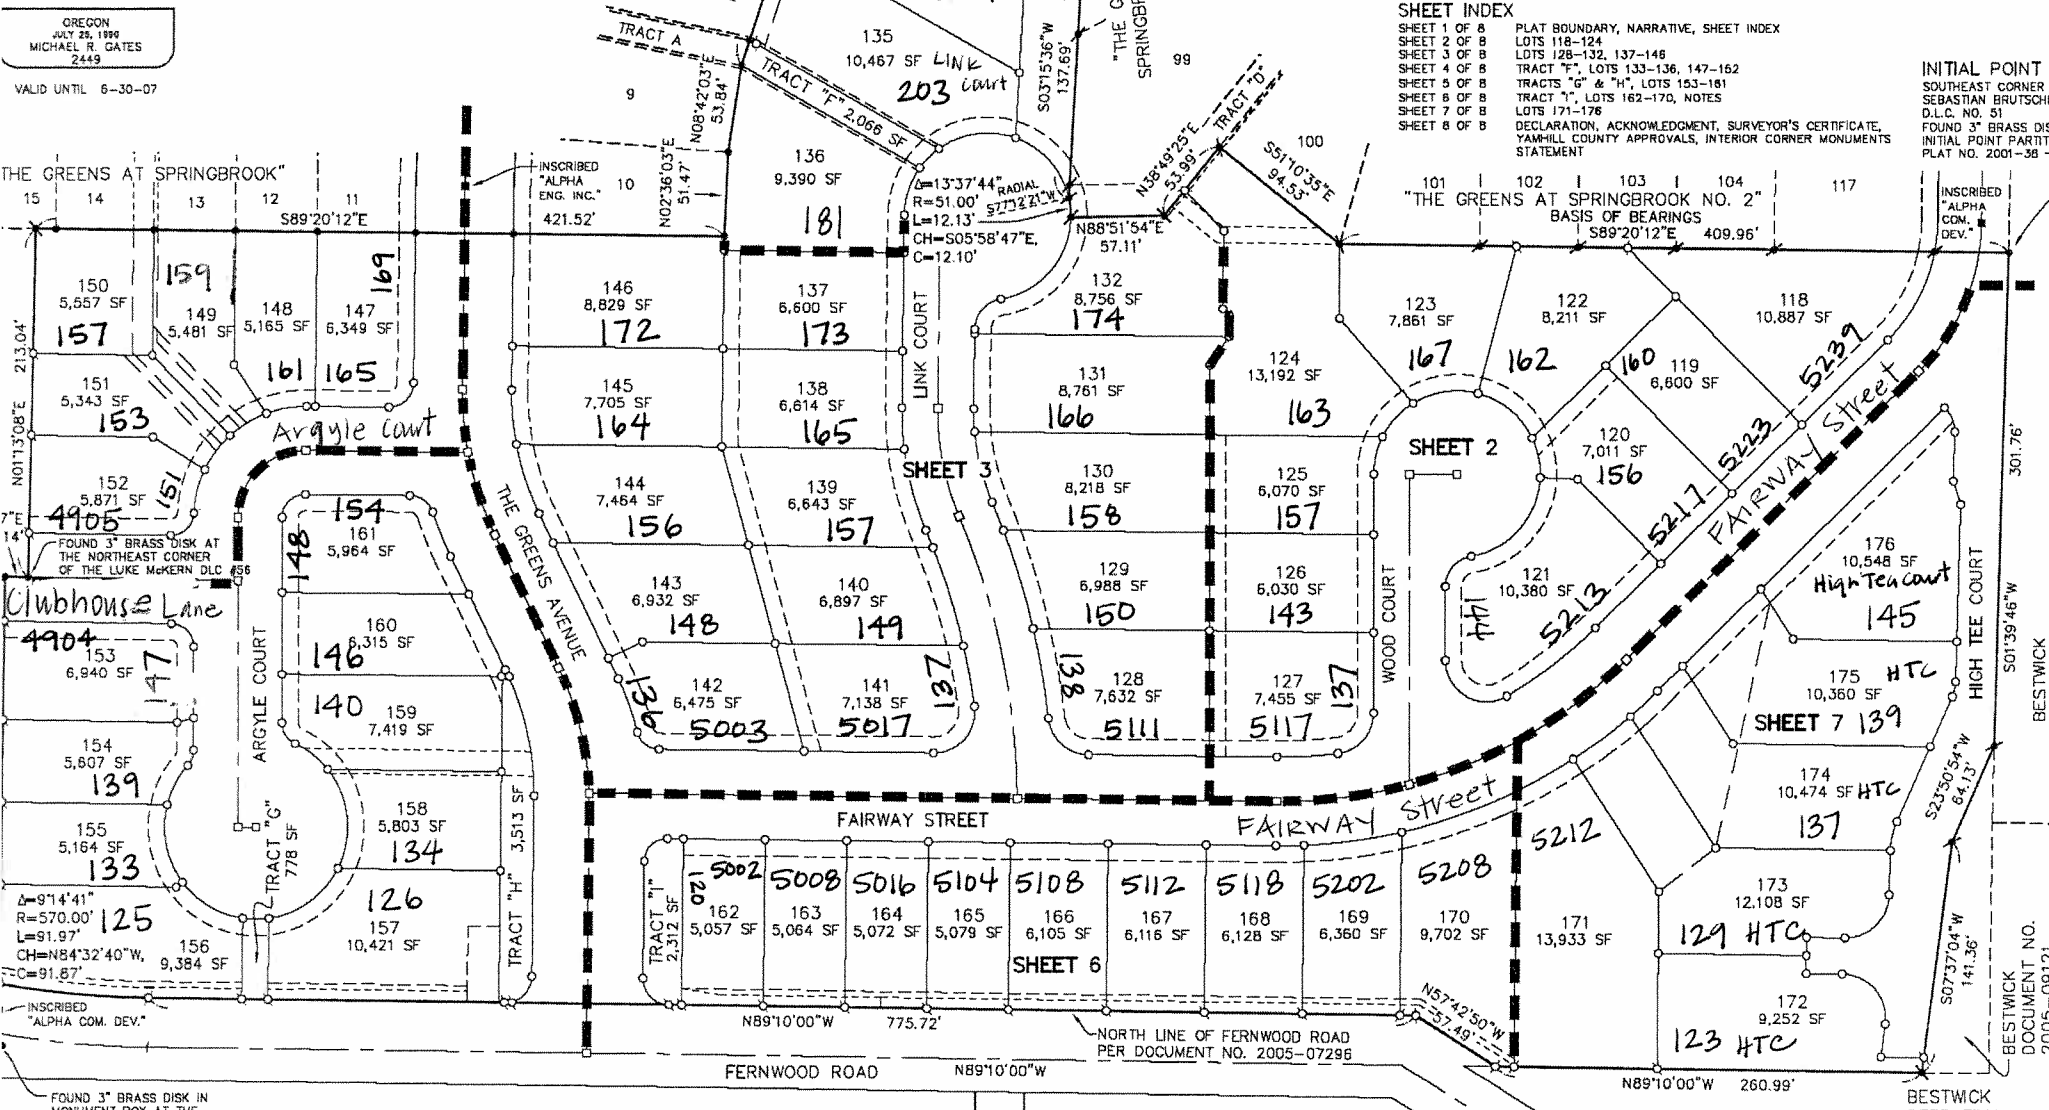 OREGON
JULY 25, 1990
MICHAEL R. GATES
2449
VALID UNTIL 6-30-07
SHEET INDEX
SHEET 1 OF 8 PLAT BOUNDARY, NARRATIVE, SHEET INDEX
SHEET 2 OF 8 LOTS 118-124
SHEET 3 OF 8 LOTS 128-132, 137-146
SHEET 4 OF 8 TRACT "F", LOTS 133-136, 147-152
SHEET 5 OF 8 TRACTS "G" & "H", LOTS 153-161
SHEET 6 OF 8 TRACT "I", LOTS 162-170, NOTES
SHEET 7 OF 8 LOTS 171-176
SHEET 8 OF 8 DECLARATION, ACKNOWLEDGMENT, SURVEYOR'S CERTIFICATE,
YAMHILL COUNTY APPROVALS, INTERIOR CORNER MONUMENTS
STATEMENT
INITIAL POINT
SOUTHEAST CORNER
SEBASTIAN BRUTSCH
D.L.C. NO. 51
FOUND 3" BRASS DIS
INITIAL POINT PARTIT
PLAT NO. 2001-38 -
TRACT A
TRACT "F" 2,066 SF
135
10,467 SF
LINK
Court
203
"THE G
SPRINGB
99
S03°15'36"W
137.69'
9
N08°42'03"E
53.84'
10
N02°36'03"E
51.47'
136
9,390 SF
181
Δ=13°37'44"
R=51.00'
L=12.13'
CH=S05°58'47"E,
C=12.10'
RADIAL
S77°12'21"W
N38°49'25"E
53.99'
TRACT "D"
100
S51°10'35"E
94.53'
N88°51'54"E
57.11'
101 102 103 104 117
"THE GREENS AT SPRINGBROOK NO. 2"
BASIS OF BEARINGS
S89°20'12"E 409.96'
INSCRIBED
"ALPHA
COM.
DEV."
THE GREENS AT SPRINGBROOK"
15 14 13 12 11
S89°20'12"E
421.52'
INSCRIBED
"ALPHA
ENG. INC."
213.04'
N01°13'08"E
150
5,557 SF
157
159
149
5,481 SF
148
5,165 SF
161
147
6,349 SF
165
169
151
5,343 SF
153
152
5,871 SF
151
4905
7"E
14'
Argyle Court
FOUND 3" BRASS DISK AT
THE NORTHEAST CORNER
OF THE LUKE McKERN DLC #56
Clubhouse Lane
4904
153
6,940 SF
147
154
5,607 SF
139
155
5,164 SF
133
Δ=9°14'41"
R=570.00'
L=91.97'
CH=N84°32'40"W,
C=91.87'
125
156
9,384 SF
INSCRIBED
"ALPHA COM. DEV."
FOUND 3" BRASS DISK IN
ARGYLE COURT
TRACT "G"
778 SF
154
161
5,964 SF
148
160
6,315 SF
146
159
7,419 SF
140
158
5,803 SF
134
126
157
10,421 SF
TRACT "H" 3,513 SF
THE GREENS AVENUE
146
8,829 SF
172
145
7,705 SF
164
144
7,464 SF
156
143
6,932 SF
148
142
6,475 SF
136
5003
137
6,600 SF
173
138
6,614 SF
165
139
6,643 SF
157
140
6,897 SF
149
141
7,138 SF
137
5017
LINK COURT
SHEET 3
132
8,756 SF
174
131
8,761 SF
166
130
8,218 SF
158
129
6,988 SF
150
128
7,632 SF
138
5111
124
13,192 SF
163
125
6,070 SF
157
126
6,030 SF
143
127
7,455 SF
137
5117
WOOD COURT
SHEET 2
123
7,861 SF
167
122
8,211 SF
162
118
10,887 SF
5239
119
6,800 SF
160
5223
120
7,011 SF
156
5217
121
10,380 SF
144
5213
FAIRWAY Street
FAIRWAY STREET
FAIRWAY Street
176
10,548 SF
High Tea Court
145
175
10,360 SF
HTC
SHEET 7
139
174
10,474 SF
HTC
137
173
12,108 SF
129 HTC
172
9,252 SF
123 HTC
HIGH TEE COURT
301.76'
S01°39'46"W
BESTWICK
S23°50'54"W
84.13'
S07°37'04"W
141.36'
BESTWICK
DOCUMENT NO.
5212
171
13,933 SF
TRACT "I"
2,312 SF
120
5002
162
5,057 SF
5008
163
5,064 SF
5016
164
5,072 SF
5104
165
5,079 SF
5108
166
6,105 SF
5112
167
6,116 SF
5118
168
6,128 SF
5202
169
6,360 SF
5208
170
9,702 SF
SHEET 6
N89°10'00"W 775.72'
NORTH LINE OF FERNWOOD ROAD
PER DOCUMENT NO. 2005-07296
N57°42'50"W
57.49'
FERNWOOD ROAD
N89°10'00"W
N89°10'00"W 260.99'
BESTWICK